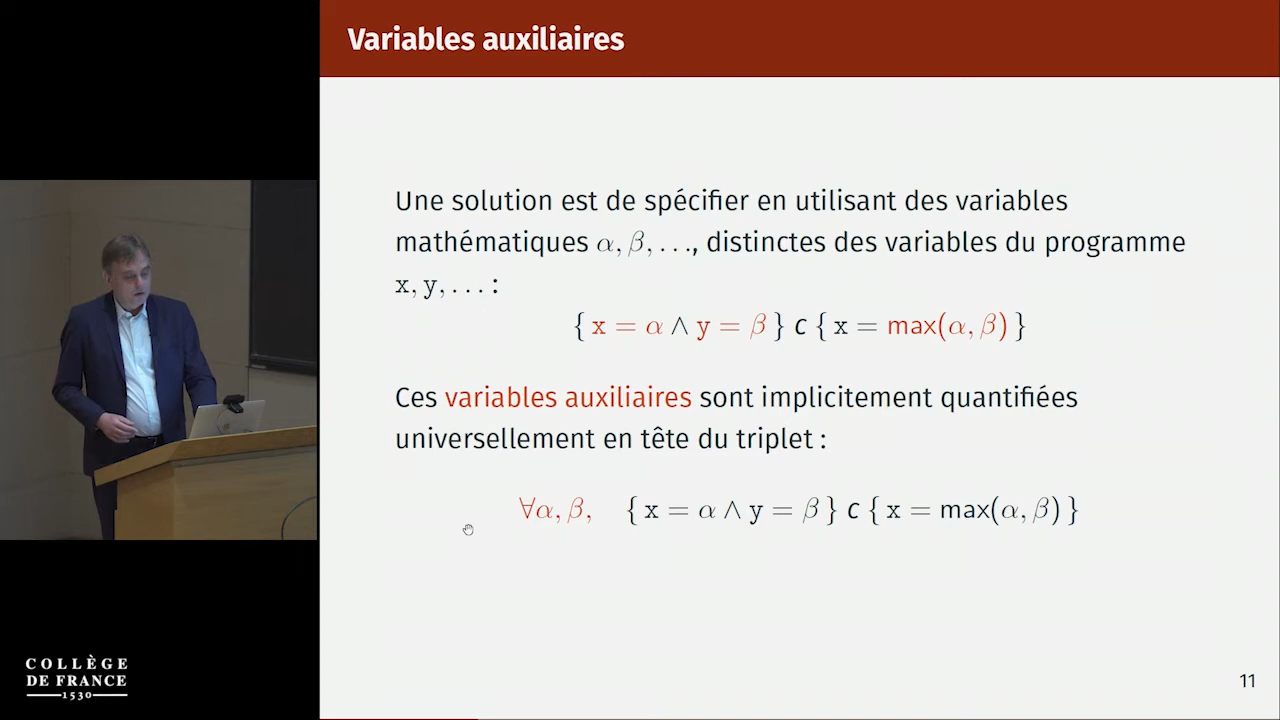 Variables auxiliaires
Une solution est de spécifier en utilisant des variables
mathématiques α, β, . . ., distinctes des variables du programme
x, y, . . . :
{ x = α ∧ y = β } c { x = max(α, β) }
Ces variables auxiliaires sont implicitement quantifiées
universellement en tête du triplet :
∀α, β, { x = α ∧ y = β } c { x = max(α, β) }
COLLÈGE
DE FRANCE
1530
11